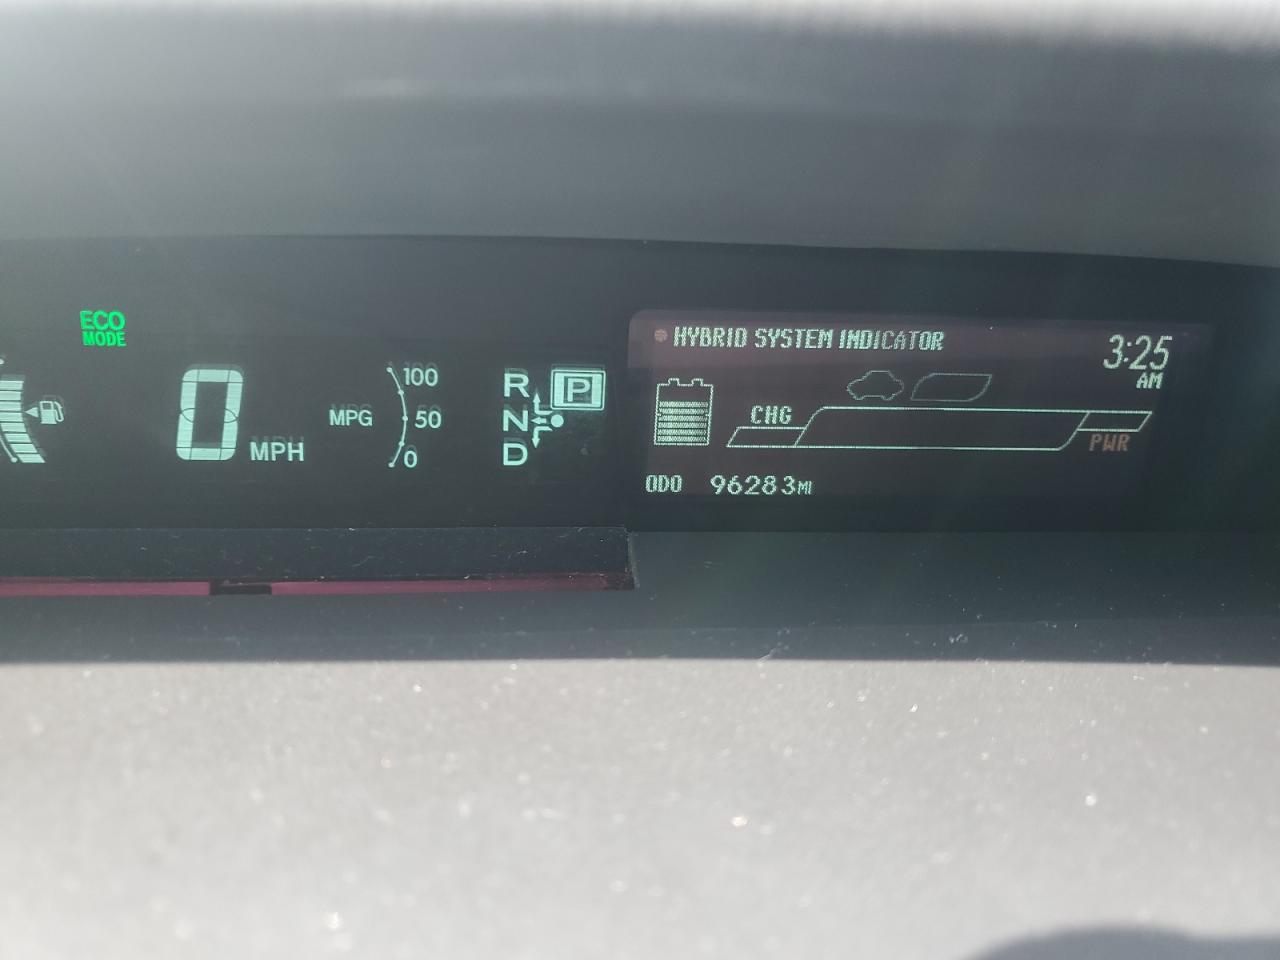 ECO
MODE
0 MPH
MPG
100
50
0
R
N
D
P
HYBRID SYSTEM INDICATOR
3:25
AM
CHG
PWR
ODO 96283MI